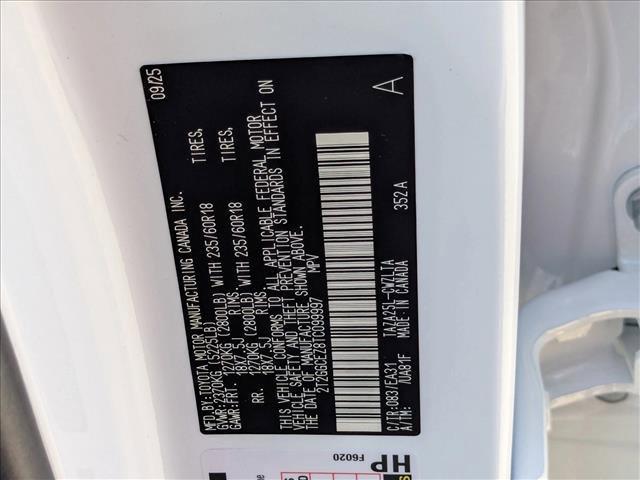 MFD.BY:TOYOTA MOTOR MANUFACTURING CANADA INC. 09/25
GVWR:2370KG (5225LB)
GAWR:FRT. 1270KG (2800LB) WITH 235/60R18 TIRES,
18X7.5J RIMS,
RR. 1270KG (2800LB) WITH 235/60R18 TIRES,
18X7.5J RIMS,
THIS VEHICLE CONFORMS TO ALL APPLICABLE FEDERAL MOTOR
VEHICLE SAFETY AND THEFT PREVENTION STANDARDS IN EFFECT ON
THE DATE OF MANUFACTURE SHOWN ABOVE.
2T2GGCEZ8TC099997 MPV
C/TR:083/EA31 TAZA25L-CWZLTA 352A A
A/TM: /UA81F MADE IN CANADA
HP
F6020